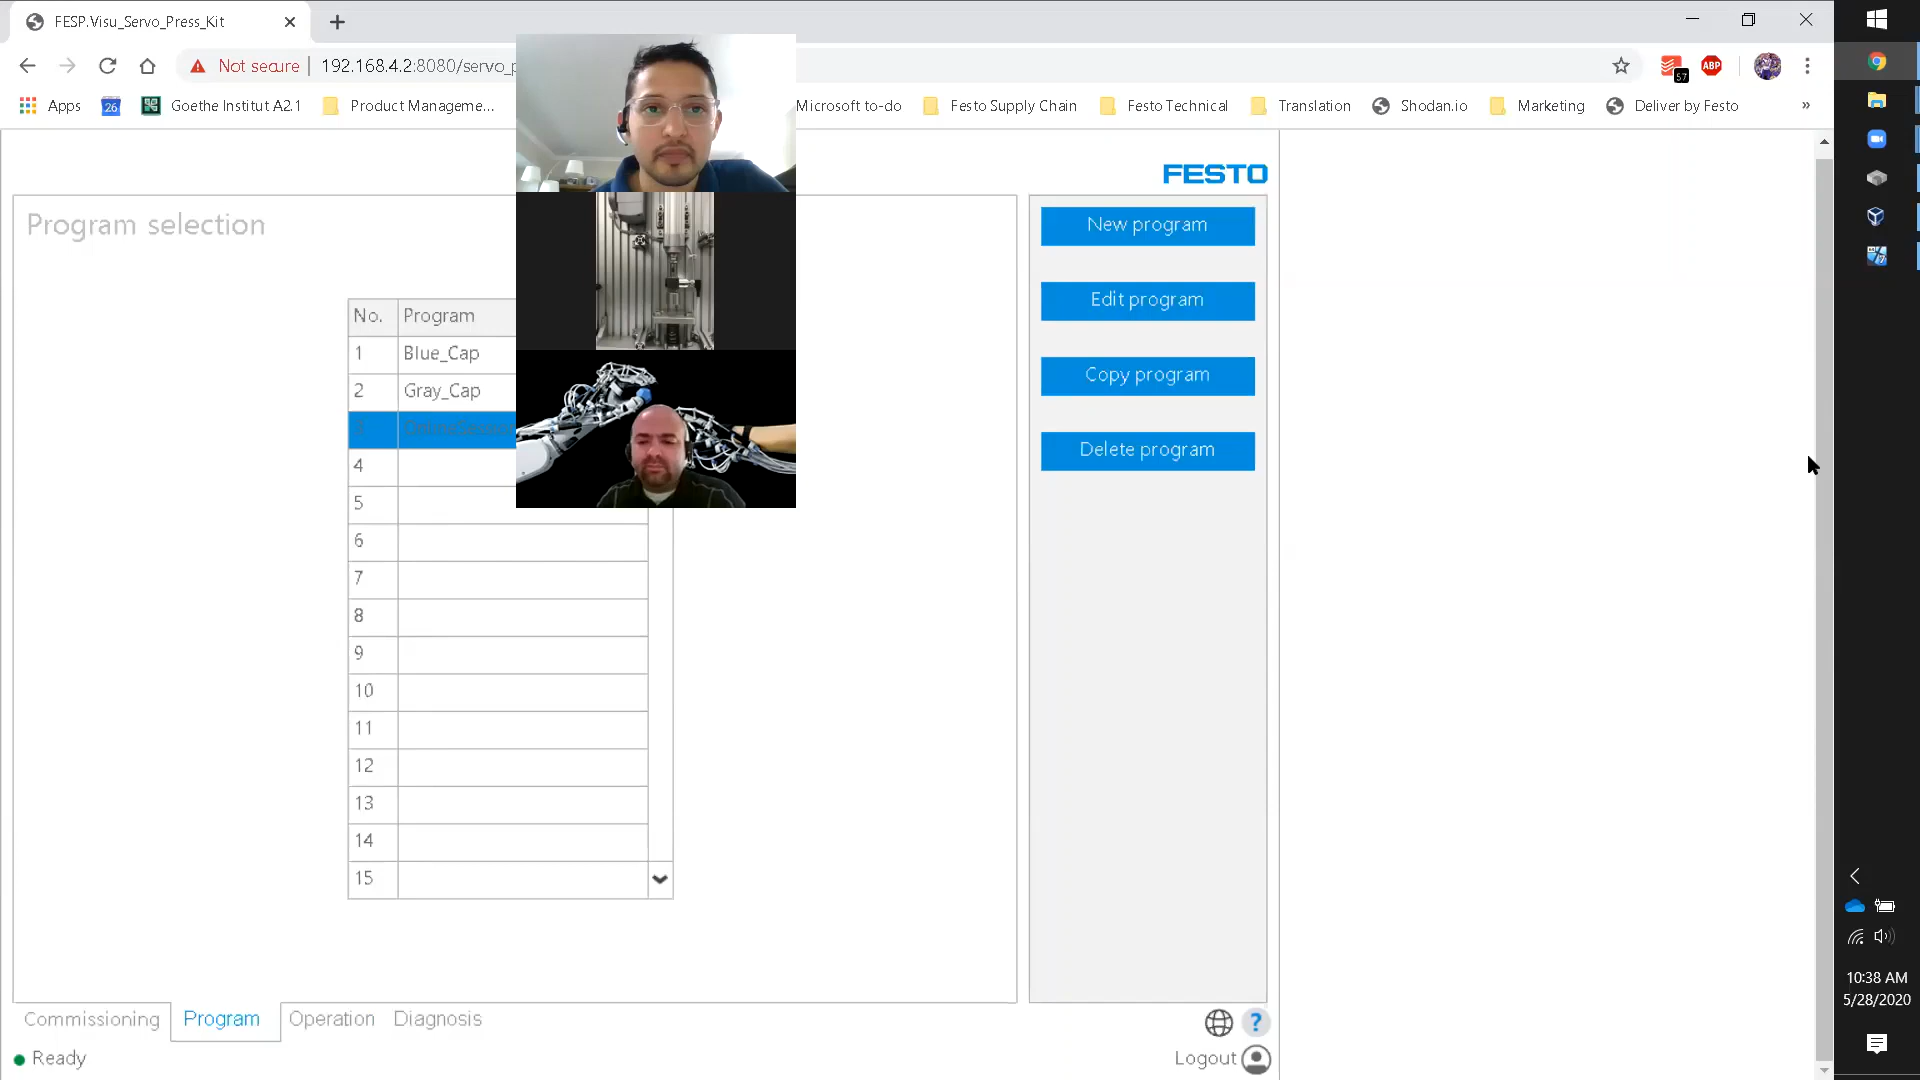 FESP.Visu_Servo_Press_Kit
Not secure 192.168.4.2:8080/servo_p
57
ABP
Apps
26
Goethe Institut A2.1
Product Manageme...
Microsoft to-do
Festo Supply Chain
Festo Technical
Translation
Shodan.io
Marketing
Deliver by Festo
»
FESTO
Program selection
No. Program
1 Blue_Cap
2 Gray_Cap
3
4
5
6
7
8
9
10
11
12
13
14
15
New program
Edit program
Copy program
Delete program
Commissioning
Program
Operation
Diagnosis
?
Ready
Logout
10:38 AM
5/28/2020